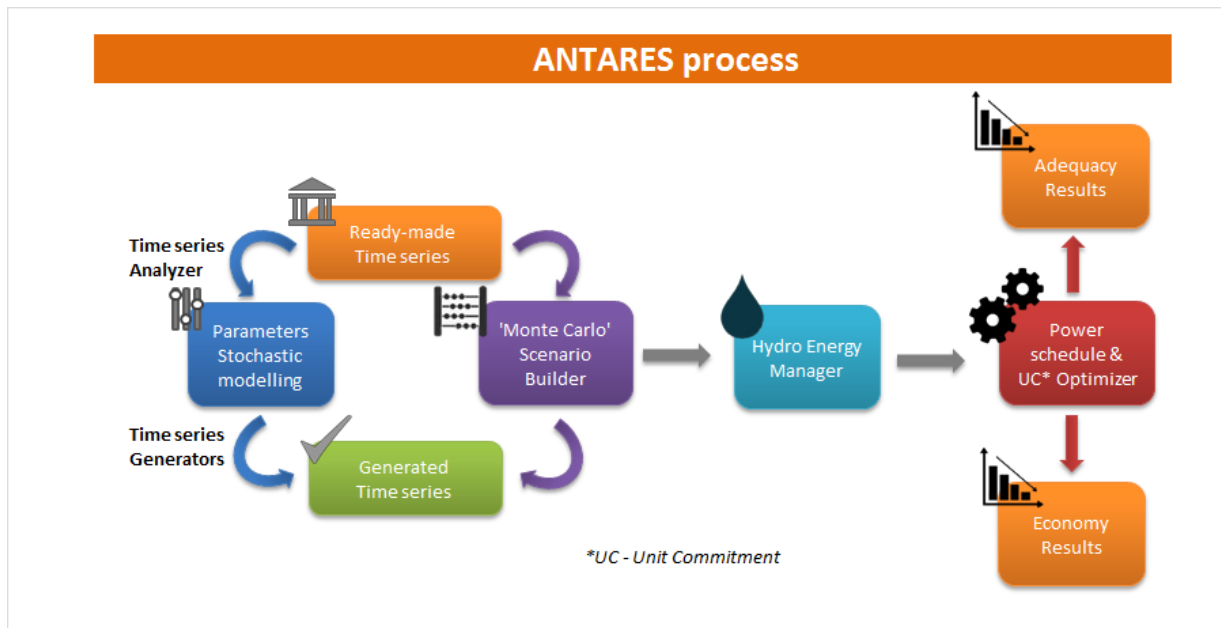 ANTARES process
Adequacy
Results
Ready-made
Time series
Time series
Analyzer
Parameters
Stochastic
modelling
'Monte Carlo'
Scenario
Builder
Hydro Energy
Manager
Power
schedule &
UC* Optimizer
Time series
Generators
Generated
Time series
Economy
Results
*UC - Unit Commitment